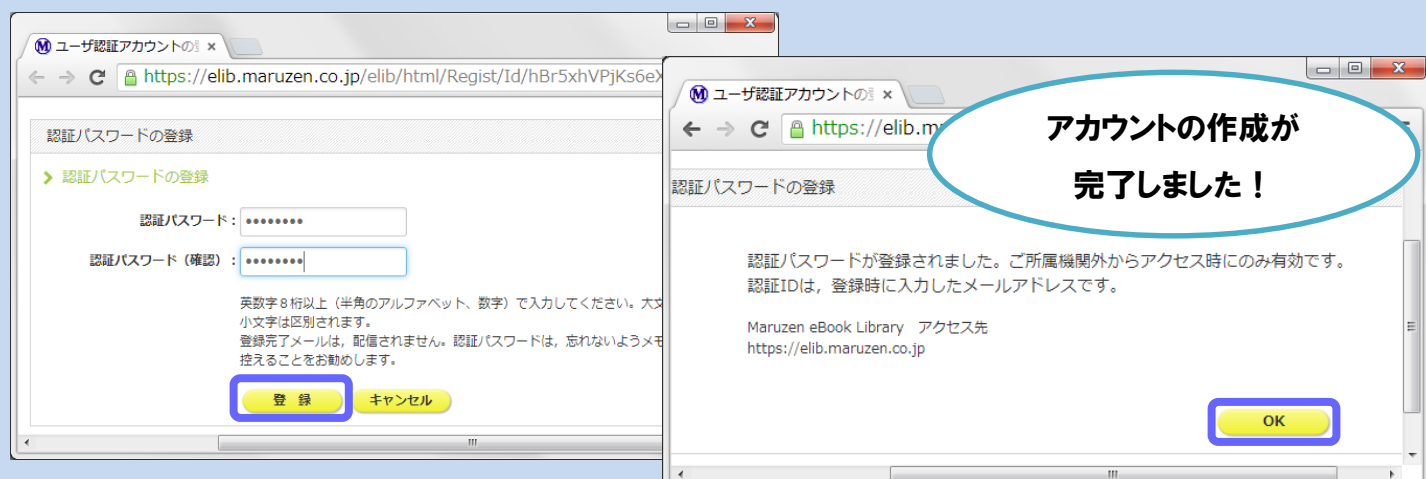 ユーザ認証アカウントの
https://elib.maruzen.co.jp/elib/html/Regist/Id/hBr5xhVPjKs6eX
認証パスワードの登録
認証パスワードの登録
認証パスワード：
認証パスワード（確認）：
英数字８桁以上（半角のアルファベット、数字）で入力してください。大文
小文字は区別されます。
登録完了メールは，配信されません。認証パスワードは，忘れないようメモ
控えることをお勧めします。
登 録
キャンセル
ユーザ認証アカウントの
https://elib.m
アカウントの作成が
完了しました！
認証パスワードの登録
認証パスワードが登録されました。ご所属機関外からアクセス時にのみ有効です。
認証IDは，登録時に入力したメールアドレスです。
Maruzen eBook Library　アクセス先
https://elib.maruzen.co.jp
OK